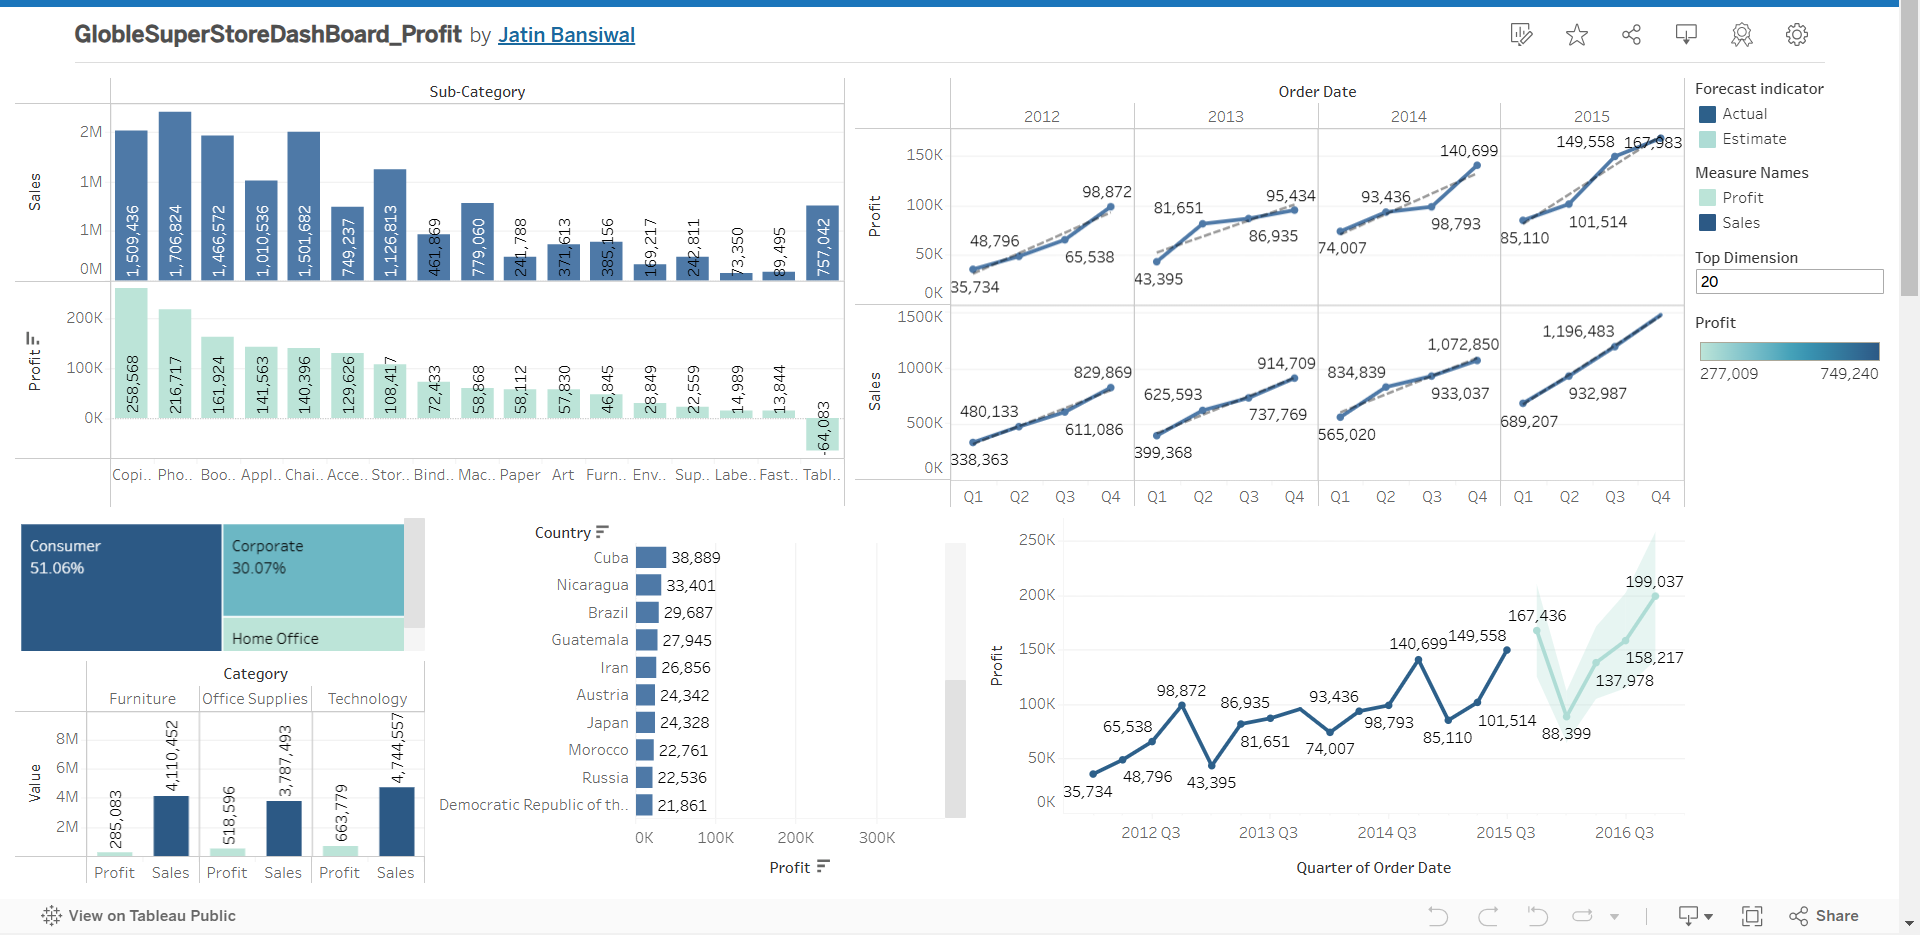 GlobleSuperStoreDashBoard_Profit by Jatin Bansiwal
Sub-Category
Sales
2M
1M
1M
0M
1,509,436
1,706,824
1,466,572
1,010,536
1,501,682
749,237
1,126,813
461,869
779,060
241,788
371,613
385,156
169,217
242,811
73,350
89,495
757,042
Profit
200K
100K
0K
258,568
216,717
161,924
141,563
140,396
129,626
108,417
72,433
58,868
59,112
57,830
46,845
28,849
22,559
14,989
13,844
-64,083
Copi.. Pho.. Boo.. Appl.. Chai.. Acce.. Stor.. Bind.. Mac.. Paper Art Furn.. Env.. Sup.. Labe.. Fast.. Tabl..
Order Date
2012 2013 2014 2015
Profit
150K
100K
50K
0K
35,734
48,796
65,538
98,872
43,395
81,651
86,935
95,434
74,007
93,436
98,793
140,699
85,110
101,514
149,558
167,983
Sales
1500K
1000K
500K
0K
338,363
480,133
611,086
829,869
399,368
625,593
737,769
914,709
565,020
834,839
933,037
1,072,850
689,207
932,987
1,196,483
Q1 Q2 Q3 Q4 Q1 Q2 Q3 Q4 Q1 Q2 Q3 Q4 Q1 Q2 Q3 Q4
Forecast indicator
Actual
Estimate
Measure Names
Profit
Sales
Top Dimension
20
Profit
277,009 749,240
Consumer
51.06%
Corporate
30.07%
Home Office
Category
Furniture Office Supplies Technology
Value
8M
6M
4M
2M
285,083
4,110,452
518,596
3,787,493
663,779
4,744,557
Profit Sales Profit Sales Profit Sales
Country
Cuba 38,889
Nicaragua 33,401
Brazil 29,687
Guatemala 27,945
Iran 26,856
Austria 24,342
Japan 24,328
Morocco 22,761
Russia 22,536
Democratic Republic of th.. 21,861
0K 100K 200K 300K
Profit
Profit
250K
200K
150K
100K
50K
0K
35,734
48,796
65,538
98,872
43,395
86,935
81,651
74,007
93,436
98,793
140,699
85,110
149,558
101,514
167,436
88,399
137,978
158,217
199,037
2012 Q3 2013 Q3 2014 Q3 2015 Q3 2016 Q3
Quarter of Order Date
View on Tableau Public
Share